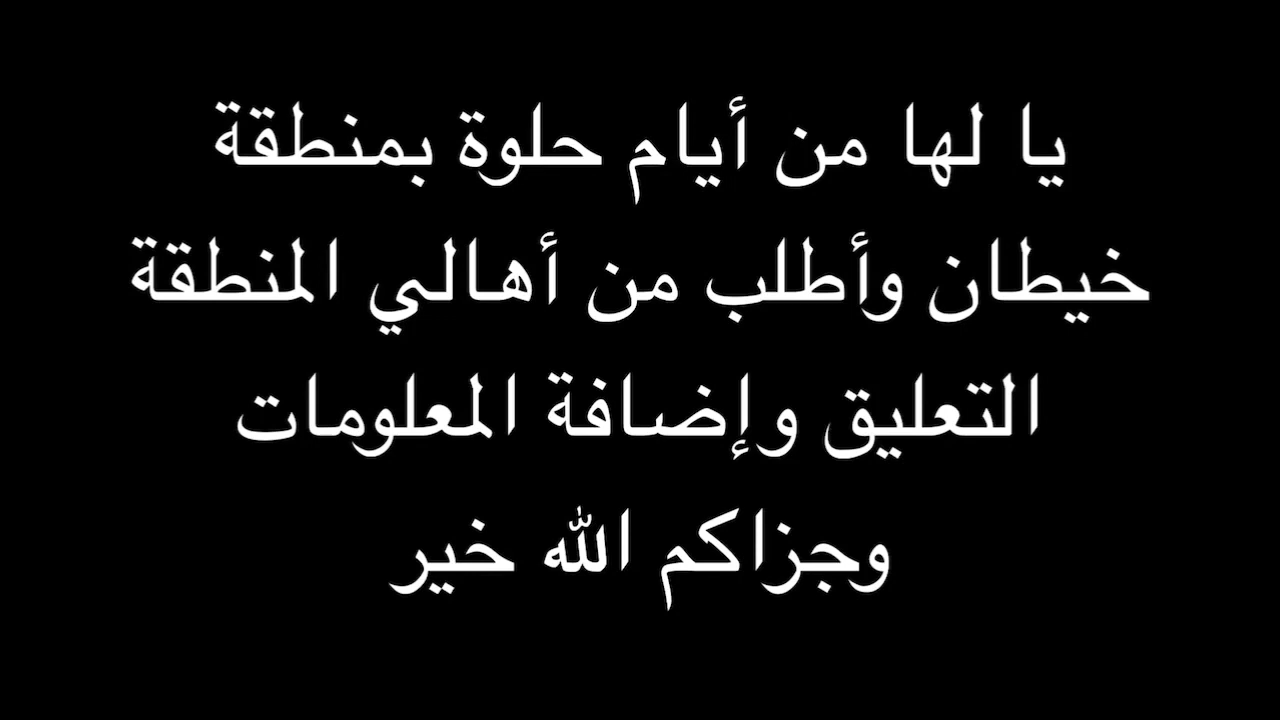 يا لها من أيام حلوة بمنطقة
خيطان وأطلب من أهالي المنطقة
التعليق وإضافة المعلومات
وجزاكم الله خير